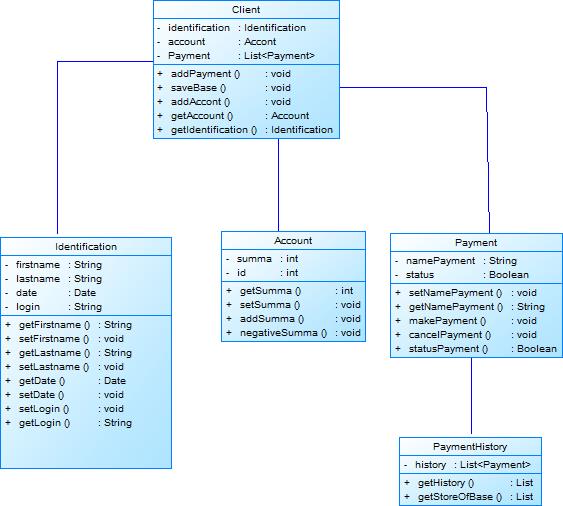 Client
- identification : Identification
- account : Accont
- Payment : List<Payment>
+ addPayment () : void
+ saveBase () : void
+ addAccont () : void
+ getAccount () : Account
+ getIdentification () : Identification
Identification
- firstname : String
- lastname : String
- date : Date
- login : String
+ getFirstname () : String
+ setFirstname () : void
+ getLastname () : String
+ setLastname () : void
+ getDate () : Date
+ setDate () : void
+ setLogin () : void
+ getLogin () : String
Account
- summa : int
- id : int
+ getSumma () : int
+ setSumma () : void
+ addSumma () : void
+ negativeSumma () : void
Payment
- namePayment : String
- status : Boolean
+ setNamePayment () : void
+ getNamePayment () : String
+ makePayment () : void
+ cancelPayment () : void
+ statusPayment () : Boolean
PaymentHistory
- history : List<Payment>
+ getHistory () : List
+ getStoreOfBase () : List